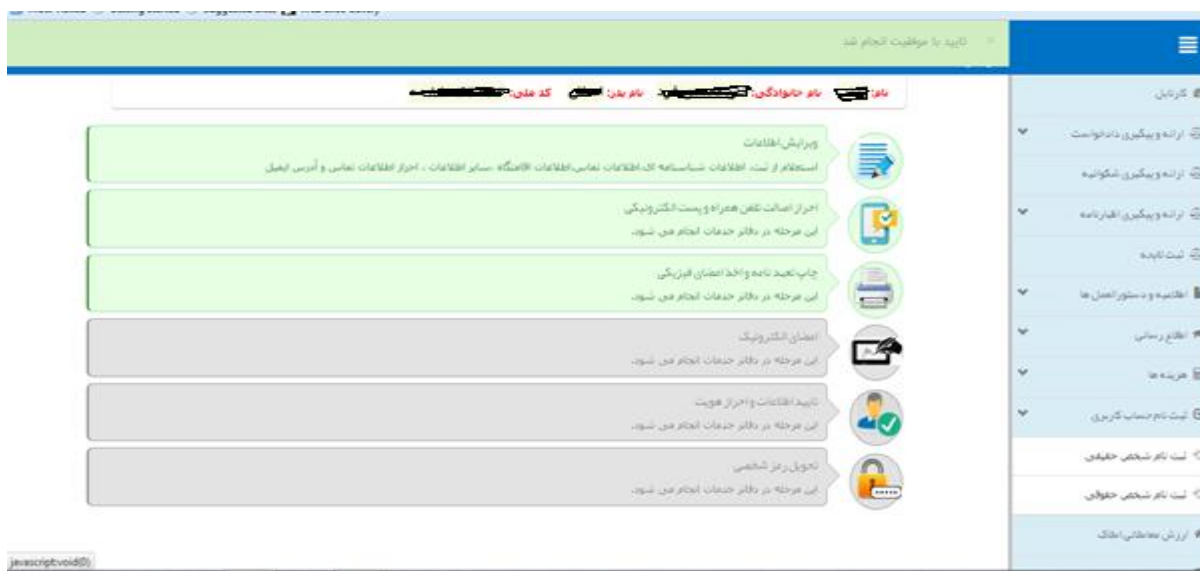 تایید با موفقیت انجام شد
نام: نام خانوادگی: نام پدر: کد ملی:
ویرایش اطلاعات
استعلام از ثبت، اطلاعات شناسنامه ای، اطلاعات تماس، اطلاعات اقامتگاه، سایر اطلاعات، احراز اطلاعات تماس و آدرس ایمیل
احراز اصالت تلفن همراه و پست الکترونیکی
این مرحله در دفاتر خدمات انجام می شود.
چاپ تعهد نامه و اخذ امضای فیزیکی
این مرحله در دفاتر خدمات انجام می شود.
امضای الکترونیک
این مرحله در دفاتر خدمات انجام می شود.
تایید اطلاعات و احراز هویت
این مرحله در دفاتر خدمات انجام می شود.
تحویل رمز شخصی
این مرحله در دفاتر خدمات انجام می شود.
کارتابل
ارائه و پیگیری دادخواست
ارائه و پیگیری شکوائیه
ارائه و پیگیری اظهارنامه
ثبت لایحه
اطلاعیه و دستورالعمل ها
اطلاع رسانی
هزینه ها
ثبت نام حساب کاربری
ثبت نام شخص حقیقی
ثبت نام شخص حقوقی
ارزش معاملاتی املاک
javascript:void(0)